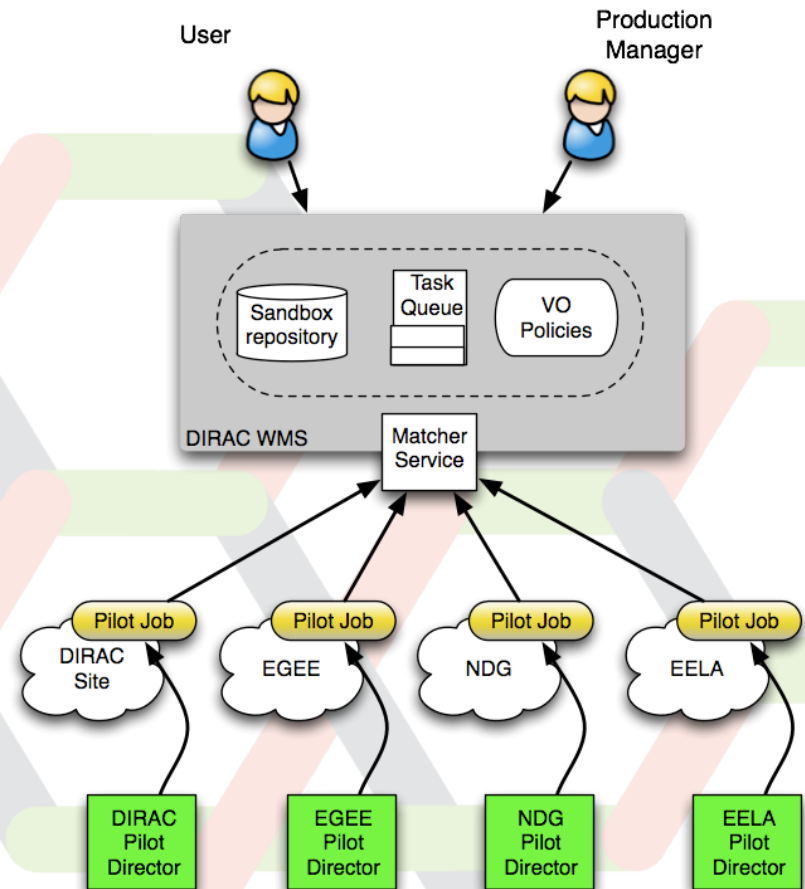 User
Production
Manager
Sandbox
repository
Task
Queue
VO
Policies
DIRAC WMS
Matcher
Service
Pilot Job
Pilot Job
Pilot Job
Pilot Job
DIRAC
Site
EGEE
NDG
EELA
DIRAC
Pilot
Director
EGEE
Pilot
Director
NDG
Pilot
Director
EELA
Pilot
Director